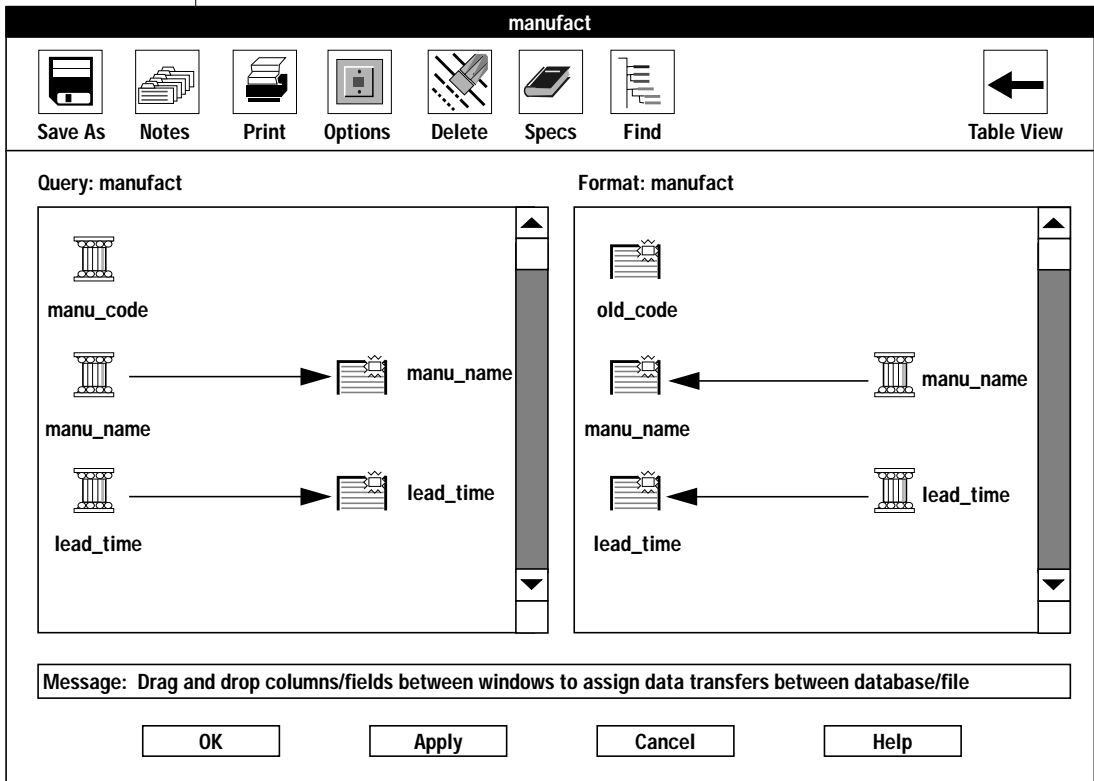 manufact
Save As Notes Print Options Delete Specs Find Table View
Query: manufact
Format: manufact
manu_code
old_code
manu_name
manu_name
manu_name
manu_name
lead_time
lead_time
lead_time
lead_time
Message: Drag and drop columns/fields between windows to assign data transfers between database/file
OK Apply Cancel Help